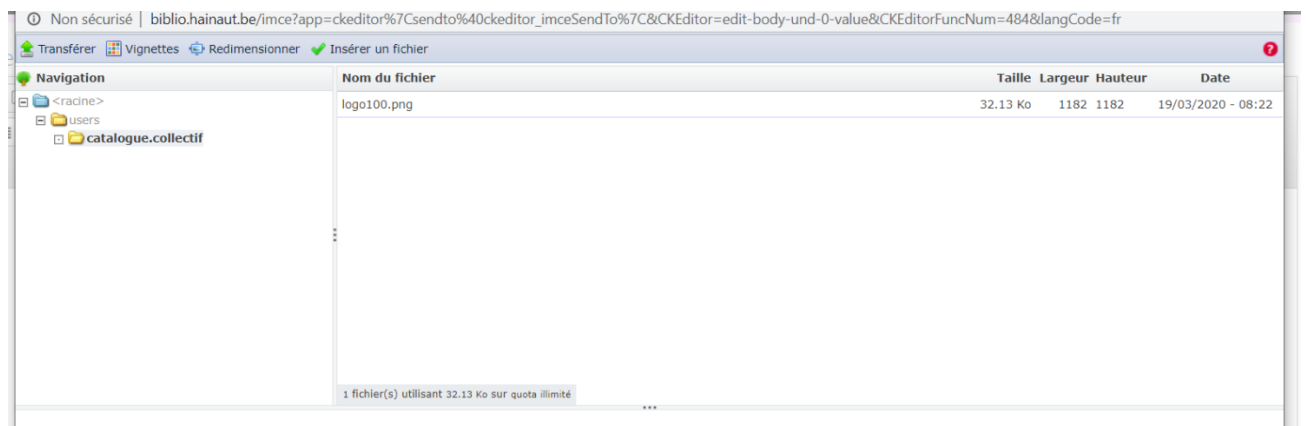 Non sécurisé | biblio.hainaut.be/imce?app=ckeditor%7Csendto%40ckeditor_imceSendTo%7C&CKEditor=edit-body-und-0-value&CKEditorFuncNum=484&langCode=fr
Transférer Vignettes Redimensionner Insérer un fichier
Navigation Nom du fichier Taille Largeur Hauteur Date
<racine> logo100.png 32.13 Ko 1182 1182 19/03/2020 - 08:22
users
catalogue.collectif
1 fichier(s) utilisant 32.13 Ko sur quota illimité